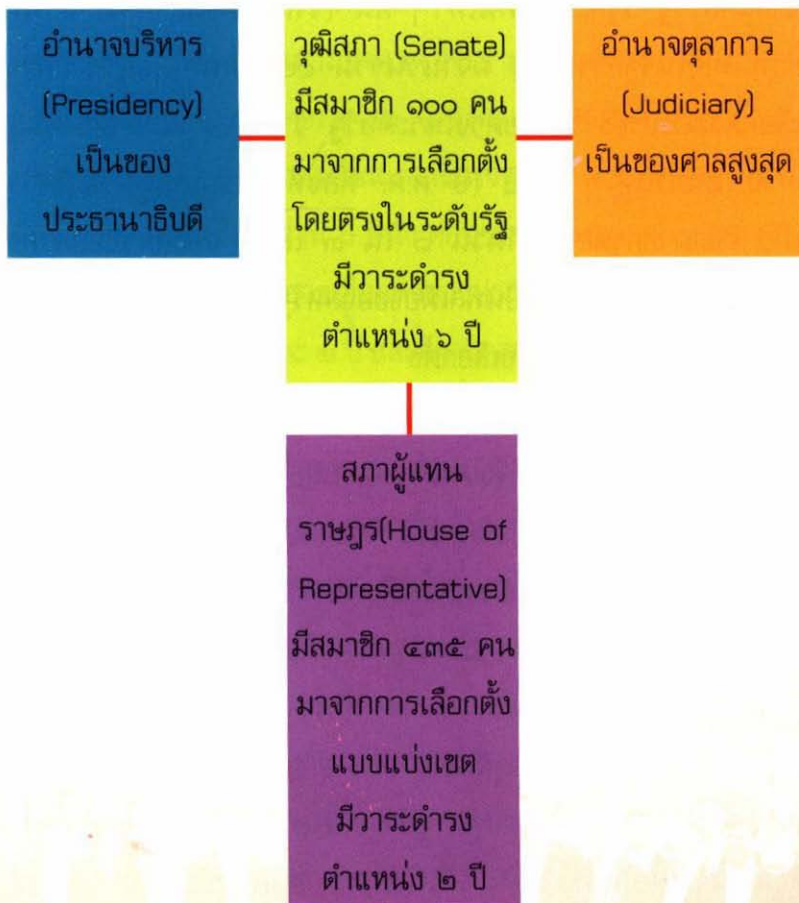 อำนาจบริหาร
(Presidency)
เป็นของ
ประธานาธิบดี
วุฒิสภา (Senate)
มีสมาชิก ๑๐๐ คน
มาจากการเลือกตั้ง
โดยตรงในระดับรัฐ
มีวาระดำรง
ตำแหน่ง ๖ ปี
อำนาจตุลาการ
(Judiciary)
เป็นของศาลสูงสุด
สภาผู้แทน
ราษฎร(House of
Representative)
มีสมาชิก ๔๓๕ คน
มาจากการเลือกตั้ง
แบบแบ่งเขต
มีวาระดำรง
ตำแหน่ง ๒ ปี